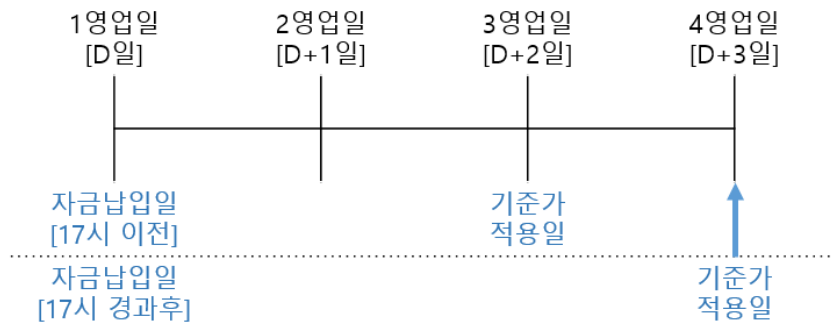 1영업일
[D일]
2영업일
[D+1일]
3영업일
[D+2일]
4영업일
[D+3일]
자금납입일
[17시 이전]
기준가
적용일
자금납입일
[17시 경과후]
기준가
적용일